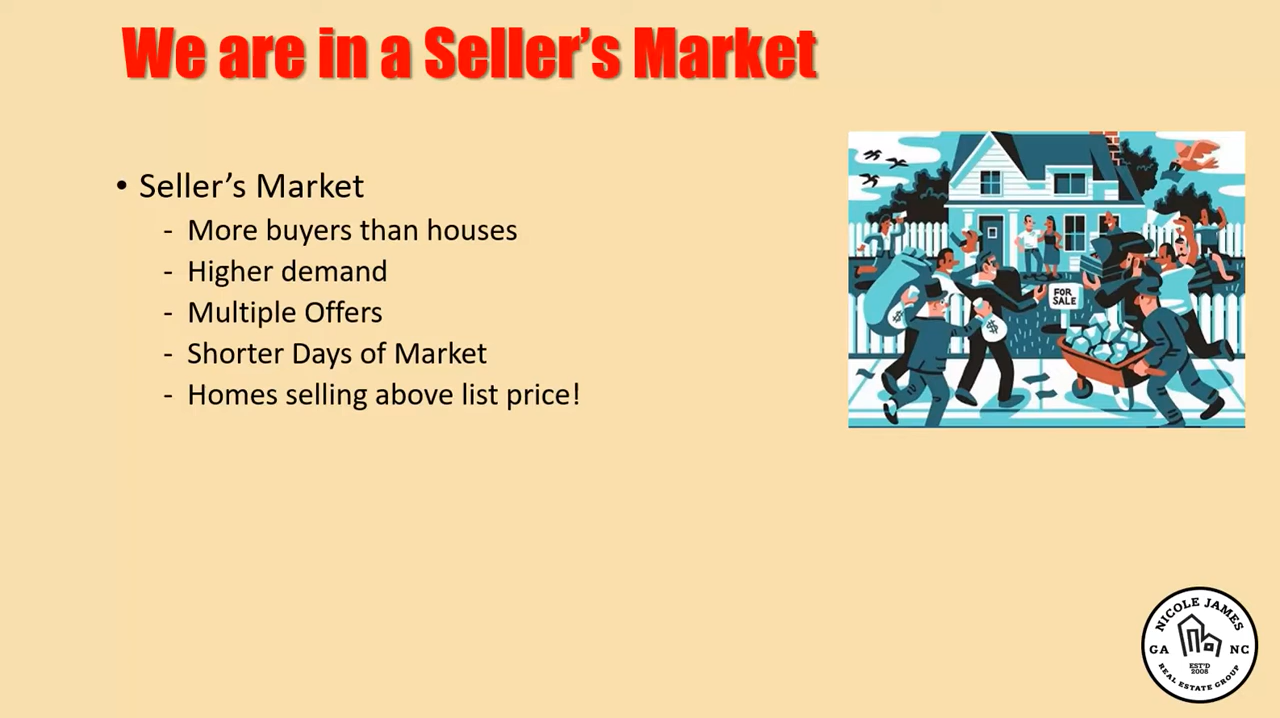 We are in a Seller's Market
• Seller's Market
- More buyers than houses
- Higher demand
- Multiple Offers
- Shorter Days of Market
- Homes selling above list price!
FOR
SALE
$
$
NICOLE JAMES
GA NC
EST'D
2008
REAL ESTATE GROUP